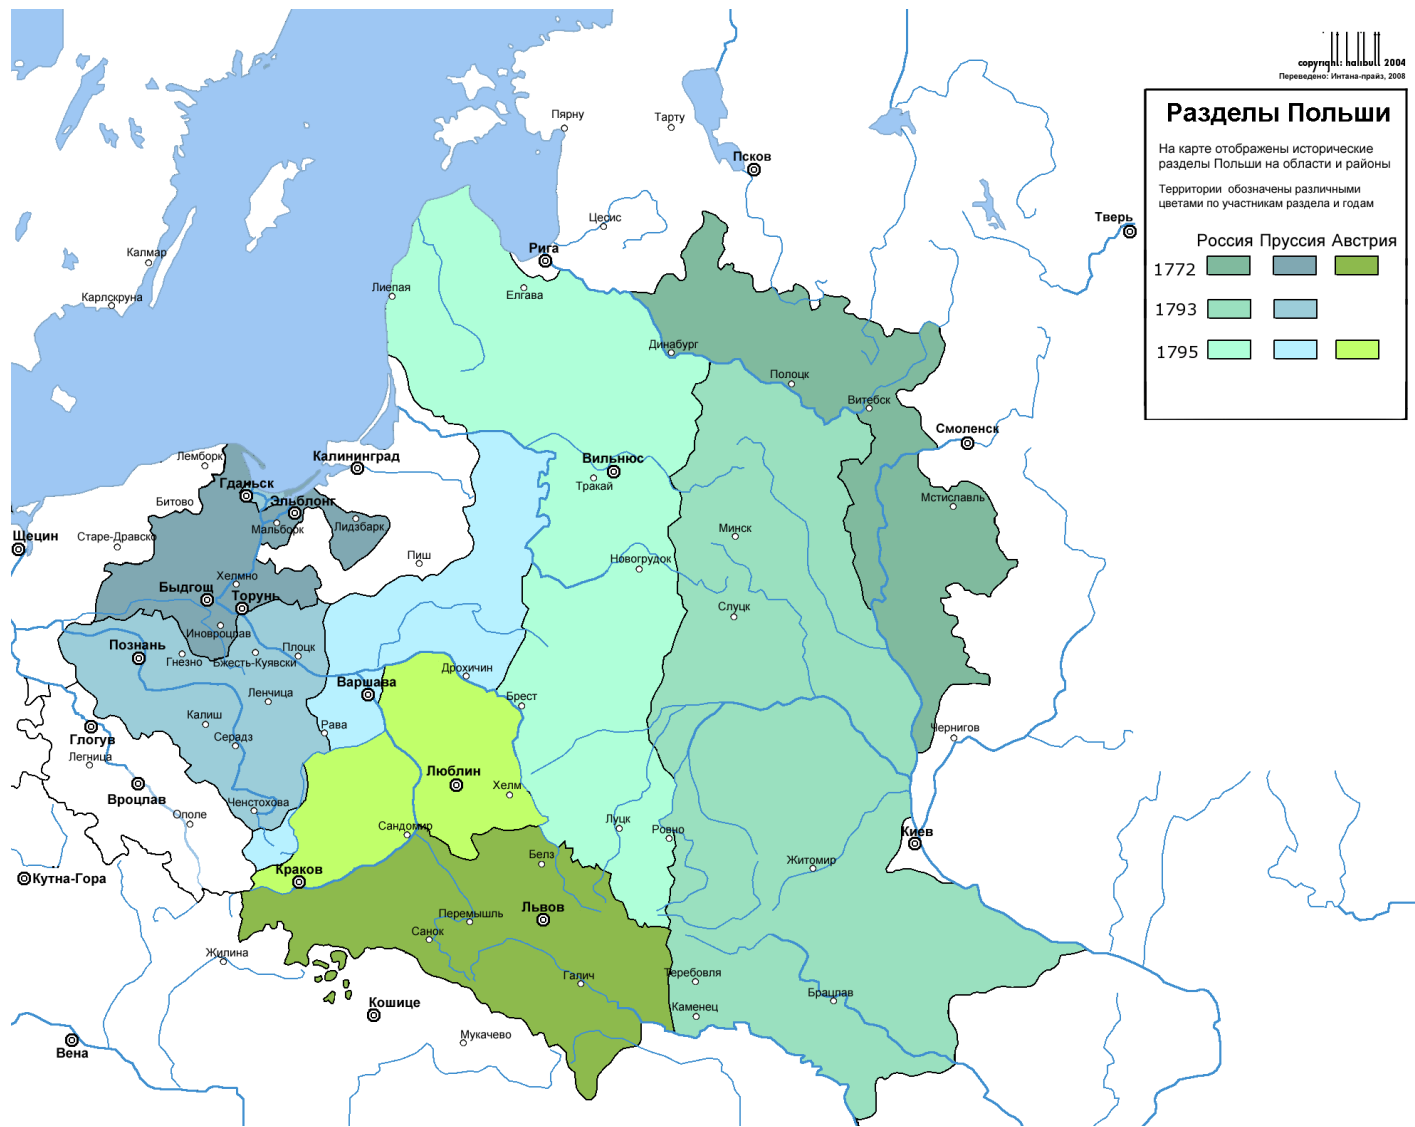 copyright: halibutt 2004
Переведено: Интана-прайз, 2008
Разделы Польши
На карте отображены исторические
разделы Польши на области и районы
Территории обозначены различными
цветами по участникам раздела и годам
Россия Пруссия Австрия
1772
1793
1795
Пярну
Тарту
Псков
Тверь
Цесис
Рига
Калмар
Карлскруна
Лиепая
Елгава
Динабург
Полоцк
Витебск
Смоленск
Лемборк
Калининград
Вильнюс
Тракай
Гданьск
Битово
Эльблонг
Мальборк
Лидзбарк
Мстиславль
Щецин
Старе-Дравско
Минск
Пиш
Новогрудок
Хелмно
Быдгощ
Торунь
Слуцк
Иновроцлав
Познань
Гнезно
Бжесть-Куявски
Плоцк
Дрохичин
Варшава
Брест
Ленчица
Калиш
Рава
Серадз
Чернигов
Глогув
Легница
Люблин
Хелм
Вроцлав
Ченстохова
Ополе
Сандомир
Луцк
Ровно
Киев
Белз
Житомир
Краков
Кутна-Гора
Львов
Перемышль
Санок
Жилина
Галич
Теребовля
Брацлав
Кошице
Каменец
Мукачево
Вена